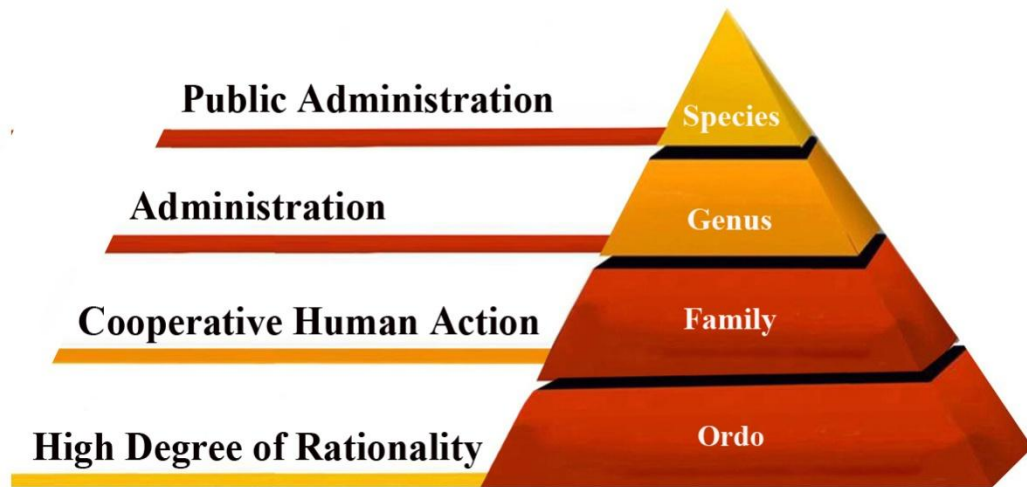 Public Administration
Species
Administration
Genus
Cooperative Human Action
Family
High Degree of Rationality
Ordo